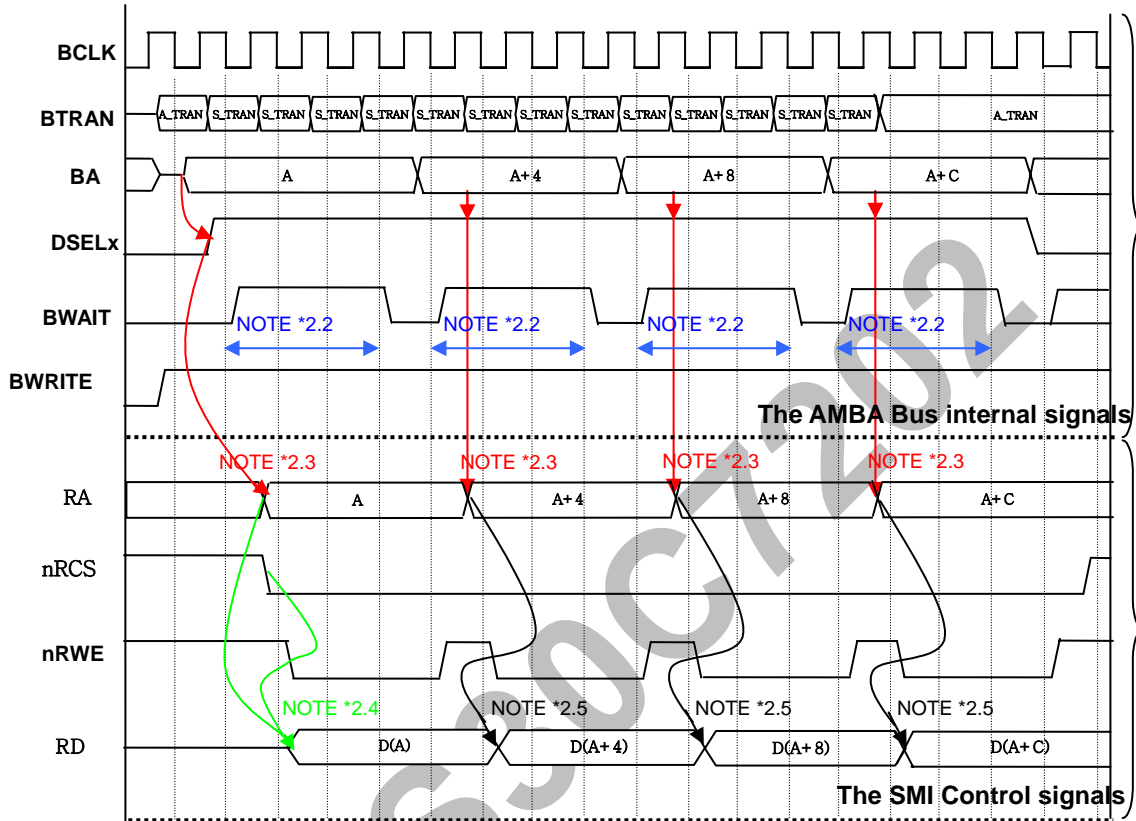 BCLK
BTRAN A_TRAN S_TRAN S_TRAN S_TRAN S_TRAN S_TRAN S_TRAN S_TRAN S_TRAN S_TRAN S_TRAN S_TRAN S_TRAN S_TRAN A_TRAN
BA A A+4 A+8 A+C
DSELx
BWAIT
NOTE *2.2 NOTE *2.2 NOTE *2.2 NOTE *2.2
BWRITE
The AMBA Bus internal signals
NOTE *2.3 NOTE *2.3 NOTE *2.3 NOTE *2.3
RA A A+4 A+8 A+C
nRCS
nRWE
NOTE *2.4 NOTE *2.5 NOTE *2.5 NOTE *2.5
RD D(A) D(A+4) D(A+8) D(A+C)
The SMI Control signals
S30C7202